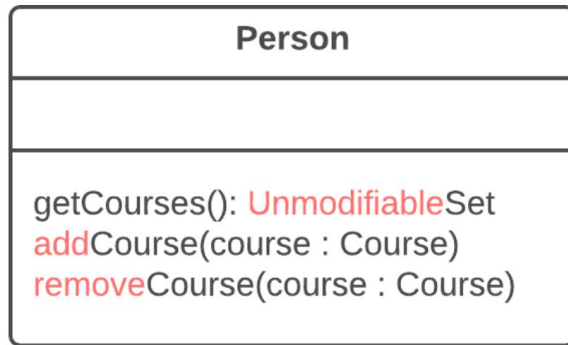 Person
getCourses(): UnmodifiableSet
addCourse(course : Course)
removeCourse(course : Course)